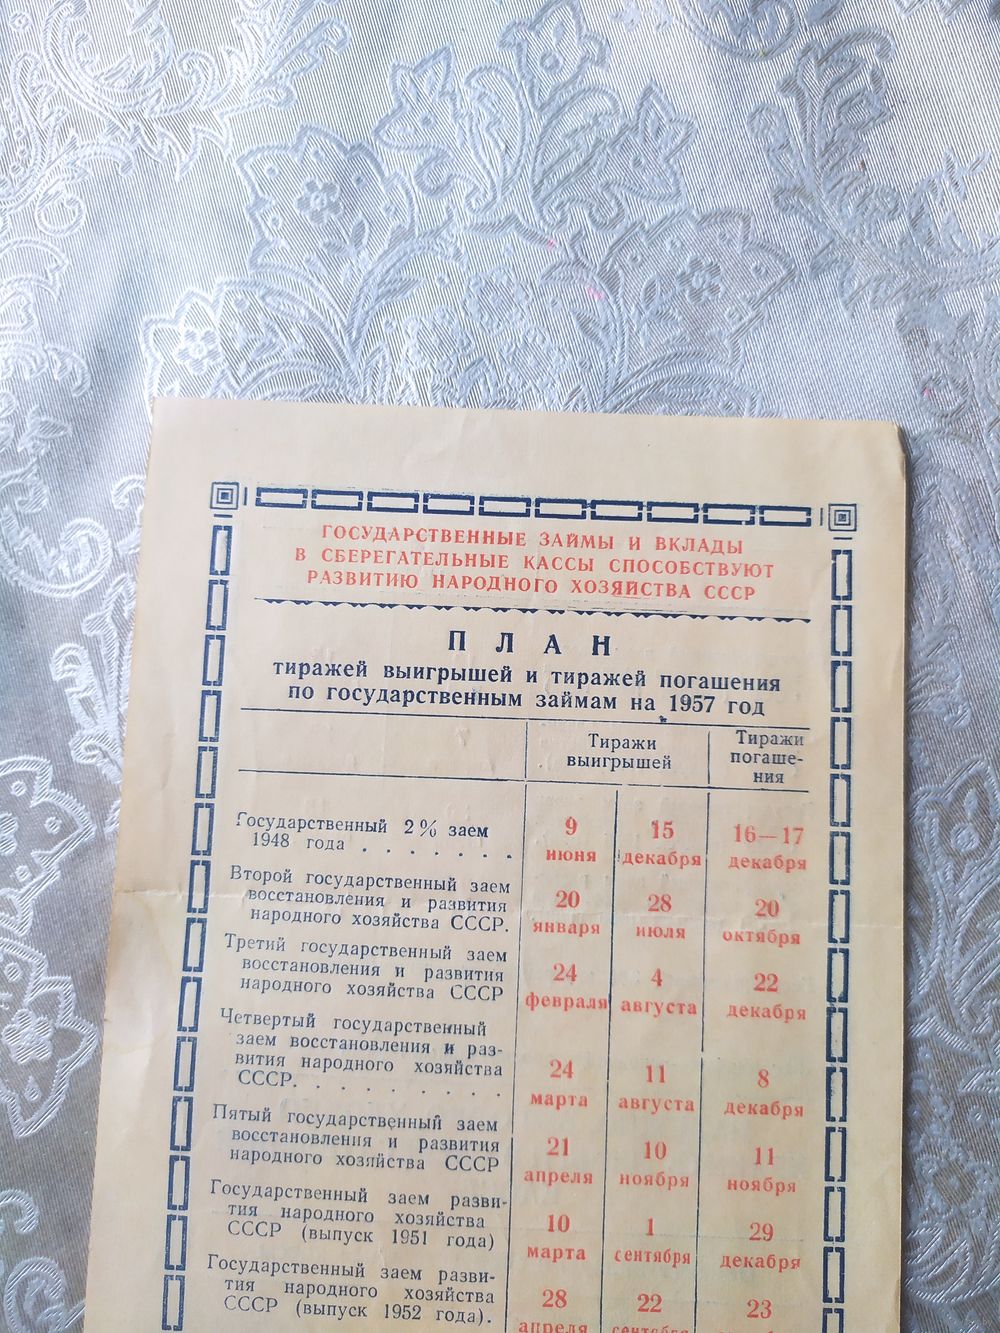 ГОСУДАРСТВЕННЫЕ ЗАЙМЫ И ВКЛАДЫ
В СБЕРЕГАТЕЛЬНЫЕ КАССЫ СПОСОБСТВУЮТ
РАЗВИТИЮ НАРОДНОГО ХОЗЯЙСТВА СССР
ПЛАН
тиражей выигрышей и тиражей погашения
по государственным займам на 1957 год
Тиражи
выигрышей
Тиражи
погаше-
ния
Государственный 2% заем
1948 года . . . . . . .
9
июня
15
декабря
16—17
декабря
Второй государственный заем
восстановления и развития
народного хозяйства СССР.
20
января
28
июля
20
октября
Третий государственный заем
восстановления и развития
народного хозяйства СССР
24
февраля
4
августа
22
декабря
Четвертый государственный
заем восстановления и раз-
вития народного хозяйства
СССР. . . . . . . .
24
марта
11
августа
8
декабря
Пятый государственный заем
восстановления и развития
народного хозяйства СССР
21
апреля
10
ноября
11
ноября
Государственный заем разви-
тия народного хозяйства
СССР (выпуск 1951 года)
10
марта
1
сентября
29
декабря
Государственный заем разви-
тия народного хозяйства
СССР (выпуск 1952 года).
28
апреля
22
сентября
23